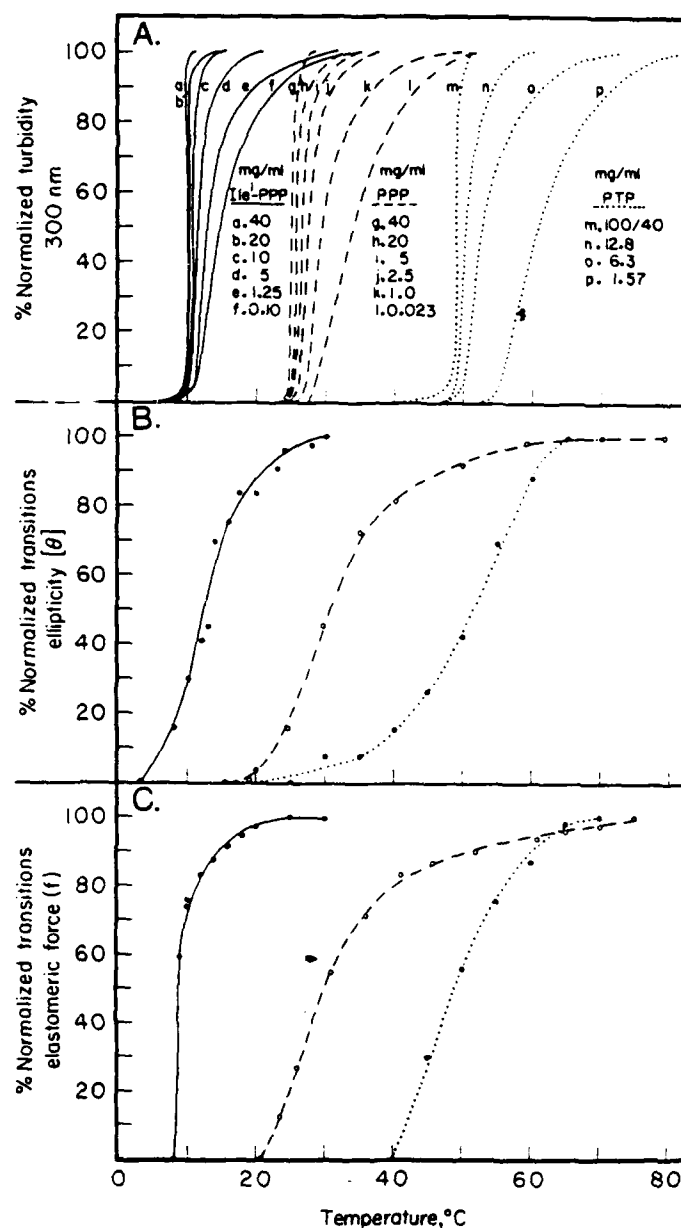 A.
100
80
60
40
20
% Normalized turbidity
300 nm
a
b
c
d
e
f
g
h
i
j
k
l
m
n
o
p
mg/ml
Ile¹-PPP
a. 40
b. 20
c. 10
d. 5
e. 1.25
f. 0.10
mg/ml
PPP
g. 40
h. 20
i. 5
j. 2.5
k. 1.0
l. 0.023
mg/ml
PTP
m. 100/40
n. 12.8
o. 6.3
p. 1.57
B.
100
80
60
40
20
% Normalized transitions
ellipticity [θ]
C.
100
80
60
40
20
% Normalized transitions
elastomeric force (f)
0
20
40
60
80
Temperature, °C